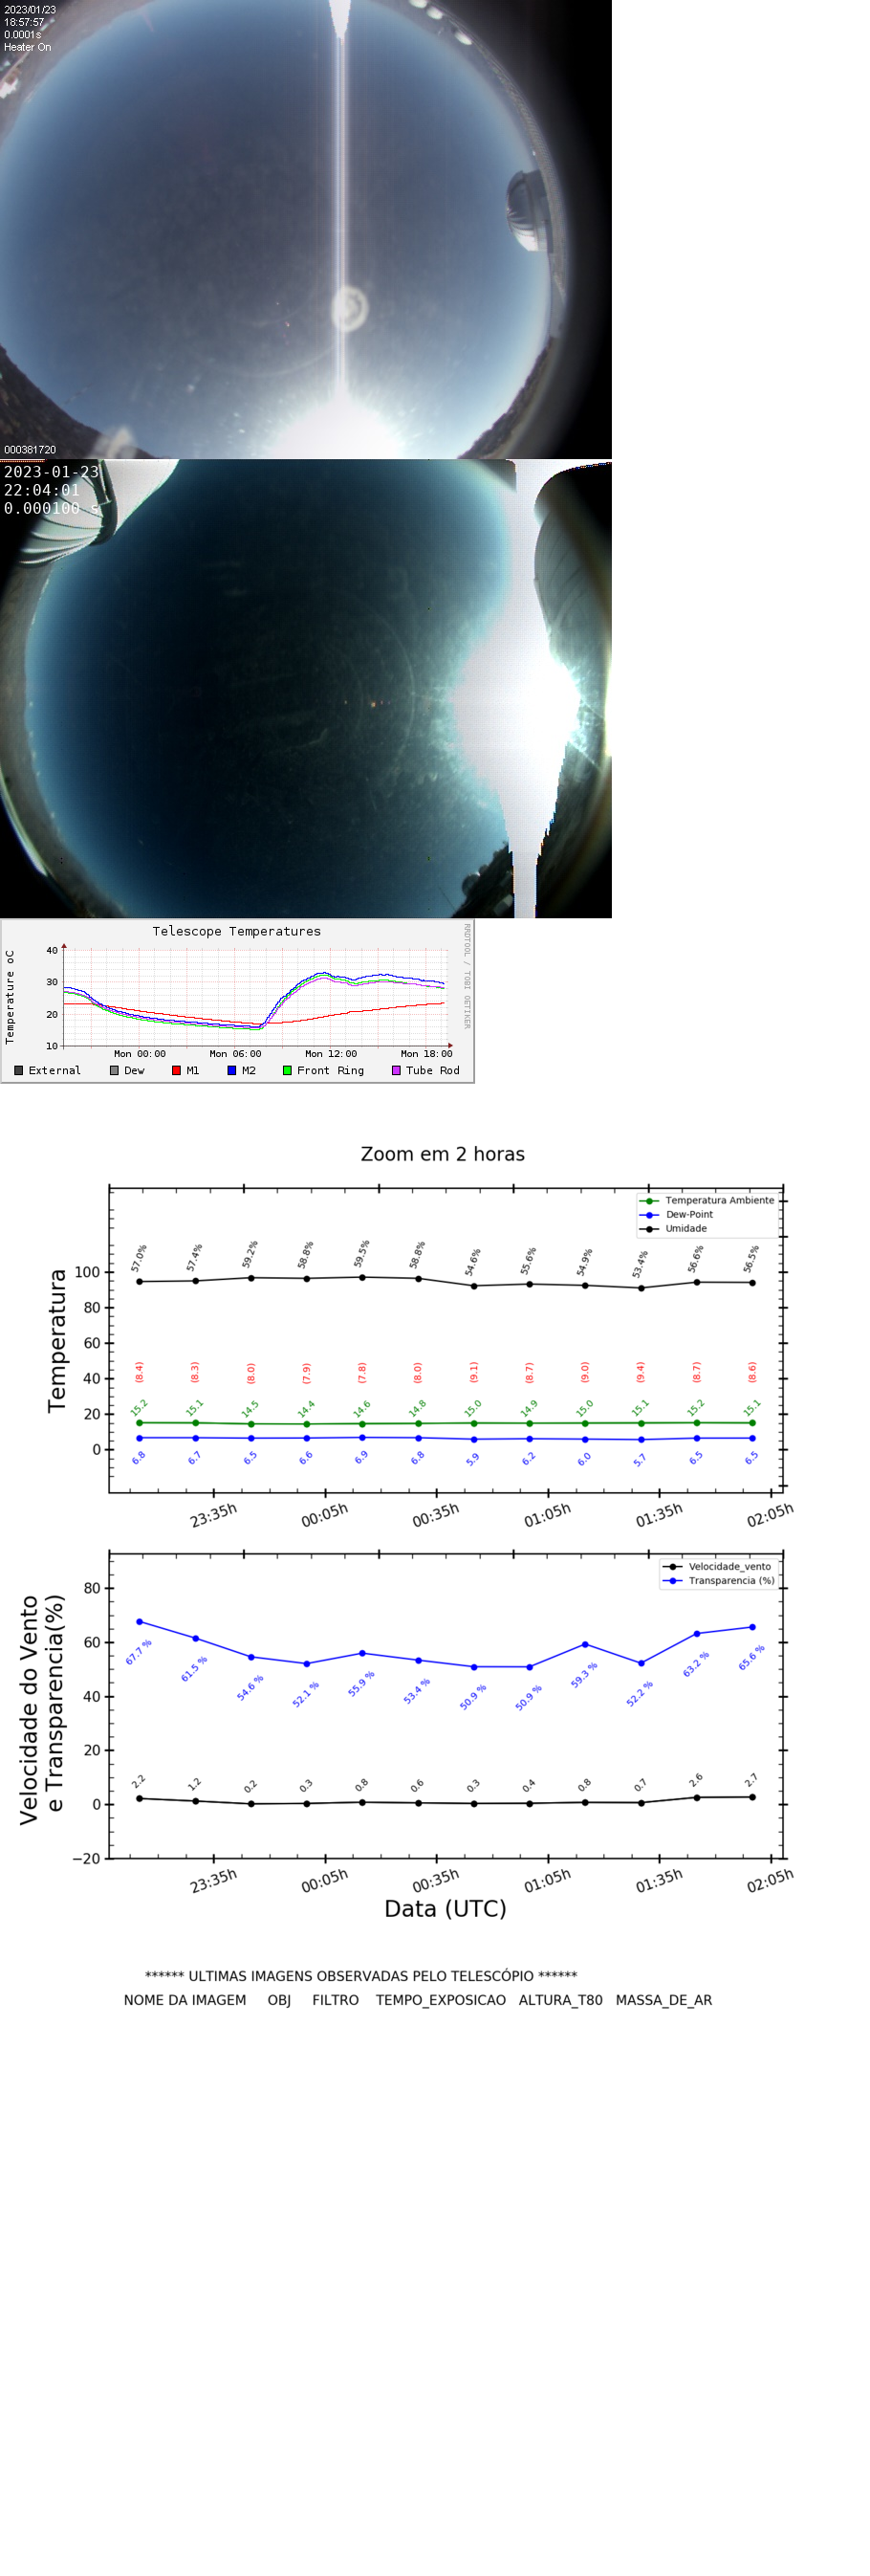 2023/01/23
18:57:57
0.0001s
Heater On
000381720
2023-01-23
22:04:01
0.000100 s
Telescope Temperatures
RRDTOOL / TOBI OETIKER
Temperature oC
40
30
20
10
Mon 00:00 Mon 06:00 Mon 12:00 Mon 18:00
External Dew M1 M2 Front Ring Tube Rod
Zoom em 2 horas
Temperatura Ambiente
Dew-Point
Umidade
Temperatura
100
80
60
40
20
0
57.0% 57.4% 59.2% 58.8% 59.5% 58.8% 54.6% 55.6% 54.9% 53.4% 56.6% 56.5%
(8.4) (8.3) (8.0) (7.9) (7.8) (8.0) (9.1) (8.7) (9.0) (9.4) (8.7) (8.6)
15.2 15.1 14.5 14.4 14.6 14.8 15.0 14.9 15.0 15.1 15.2 15.1
6.8 6.7 6.5 6.6 6.9 6.8 5.9 6.2 6.0 5.7 6.5 6.5
23:35h 00:05h 00:35h 01:05h 01:35h 02:05h
Velocidade_vento
Transparencia (%)
Velocidade do Vento
e Transparencia(%)
80
60
40
20
0
−20
67.7 % 61.5 % 54.6 % 52.1 % 55.9 % 53.4 % 50.9 % 50.9 % 59.3 % 52.2 % 63.2 % 65.6 %
2.2 1.2 0.2 0.3 0.8 0.6 0.3 0.4 0.8 0.7 2.6 2.7
23:35h 00:05h 00:35h 01:05h 01:35h 02:05h
Data (UTC)
****** ULTIMAS IMAGENS OBSERVADAS PELO TELESCÓPIO ******
NOME DA IMAGEM OBJ FILTRO TEMPO_EXPOSICAO ALTURA_T80 MASSA_DE_AR